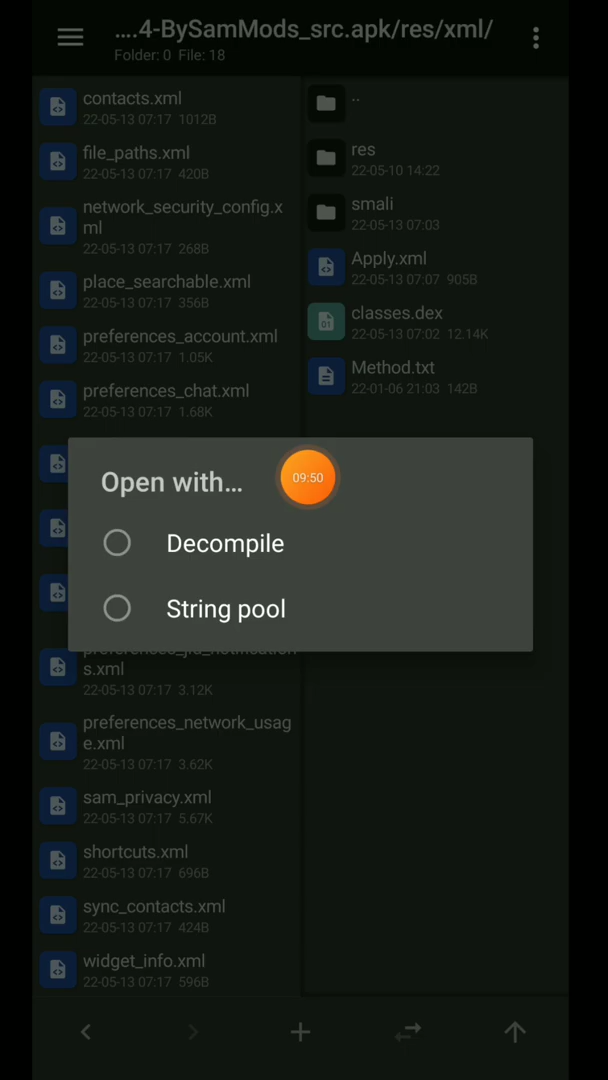 ....4-BySamMods_src.apk/res/xml/
Folder: 0 File: 18
contacts.xml
22-05-13 07:17 1012B
file_paths.xml
22-05-13 07:17 420B
network_security_config.x
ml
22-05-13 07:17 268B
place_searchable.xml
22-05-13 07:17 356B
preferences_account.xml
22-05-13 07:17 1.05K
preferences_chat.xml
22-05-13 07:17 1.68K
..
res
22-05-10 14:22
smali
22-05-13 07:03
Apply.xml
22-05-13 07:07 905B
classes.dex
22-05-13 07:02 12.14K
Method.txt
22-01-06 21:03 142B
Open with...
09:50
Decompile
String pool
s.xml
22-05-13 07:17 3.12K
preferences_network_usag
e.xml
22-05-13 07:17 3.62K
sam_privacy.xml
22-05-13 07:17 5.67K
shortcuts.xml
22-05-13 07:17 696B
sync_contacts.xml
22-05-13 07:17 424B
widget_info.xml
22-05-13 07:17 596B